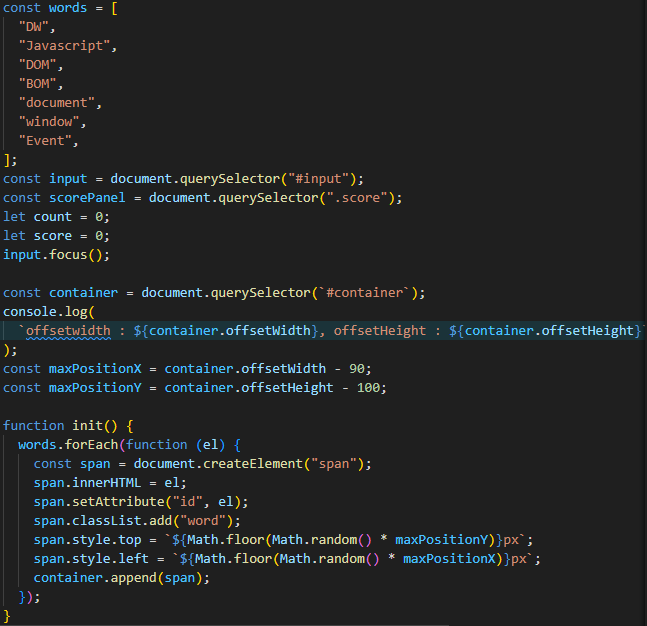 const words = [
"DW",
"Javascript",
"DOM",
"BOM",
"document",
"window",
"Event",
];
const input = document.querySelector("#input");
const scorePanel = document.querySelector(".score");
let count = 0;
let score = 0;
input.focus();
const container = document.querySelector(`#container`);
console.log(
`offsetwidth : ${container.offsetWidth}, offsetHeight : ${container.offsetHeight}`
);
const maxPositionX = container.offsetWidth - 90;
const maxPositionY = container.offsetHeight - 100;
function init() {
words.forEach(function (el) {
const span = document.createElement("span");
span.innerHTML = el;
span.setAttribute("id", el);
span.classList.add("word");
span.style.top = `${Math.floor(Math.random() * maxPositionY)}px`;
span.style.left = `${Math.floor(Math.random() * maxPositionX)}px`;
container.append(span);
});
}